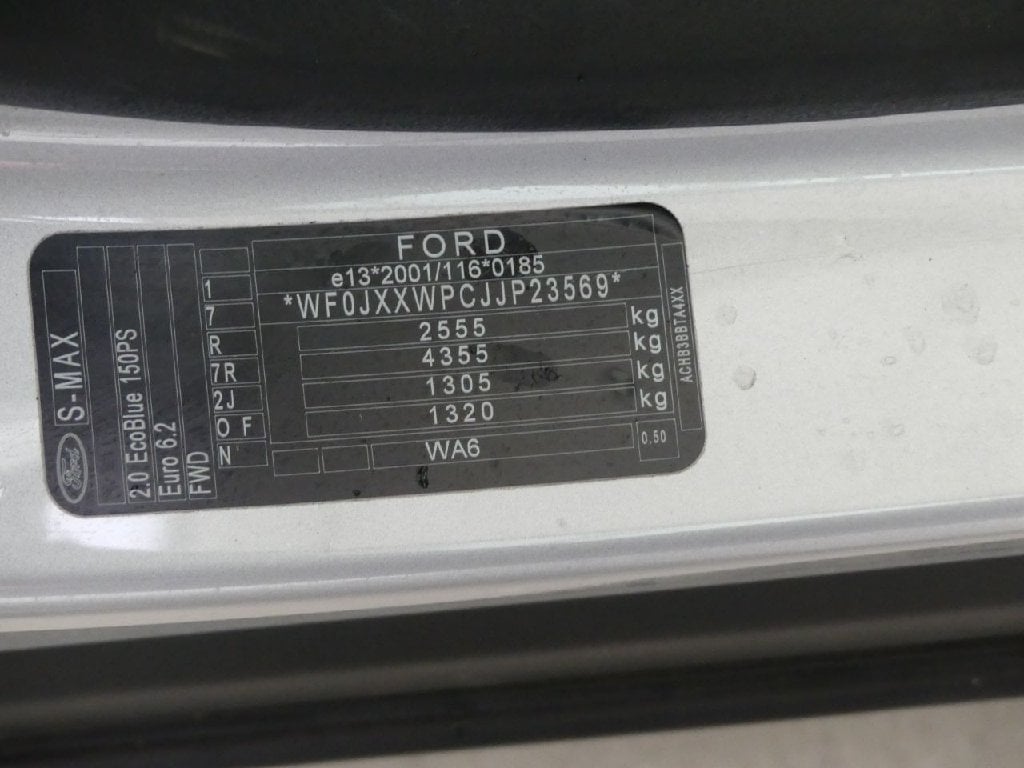 FORD
e13*2001/116*0185
*WF0JXXWPCJJP23569*
2555 kg
4355 kg
1305 kg
1320 kg
WA6
0.50
1
7
R
7R
2J
O F
N
Ford S-MAX
2.0 EcoBlue 150PS
Euro 6.2
FWD
ACHB3BBTA4XX